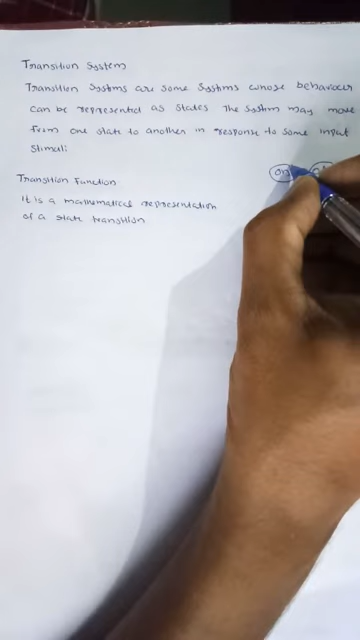 Transition System
Transition Systems are some systems whose behaviour
can be represented as states The system may move
from one state to another in response to some input
stimuli
Transition Function
It is a mathematical representation
of a state transition
on